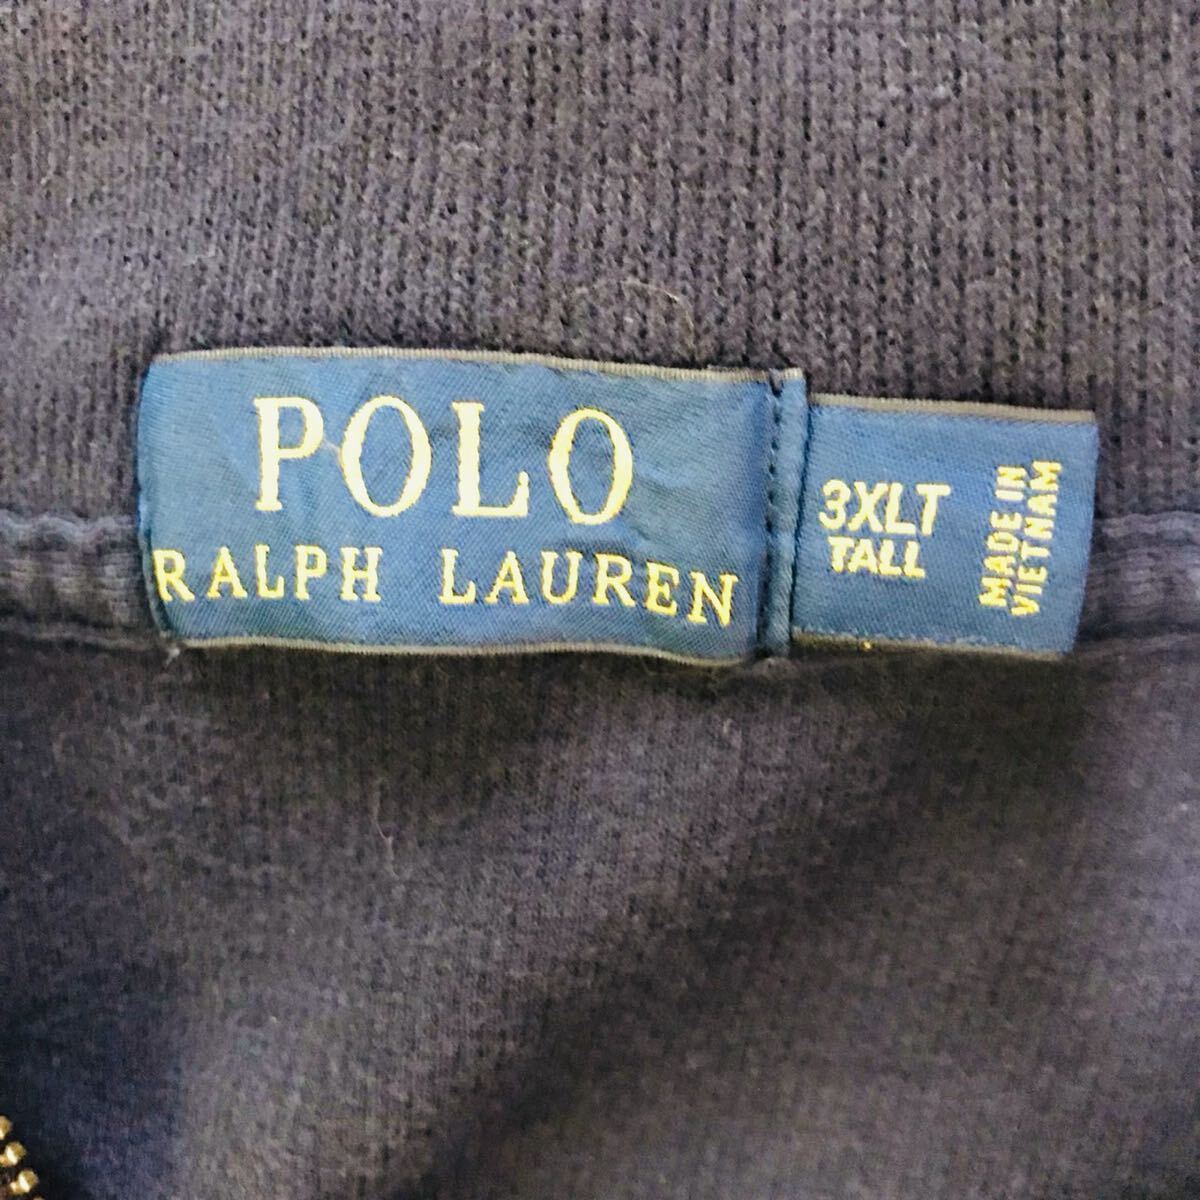 POLO
RALPH LAUREN
3XLT
TALL
MADE IN
VIETNAM